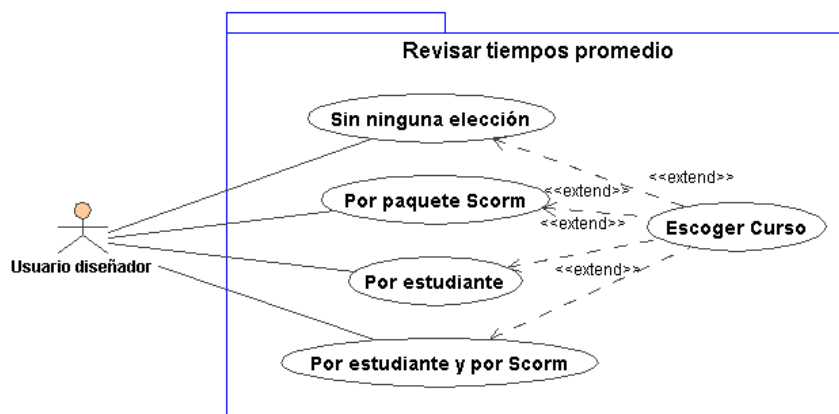 Revisar tiempos promedio
Sin ninguna elección
<<extend>>
Por paquete Scorm
<<extend>>
<<extend>>
Escoger Curso
Usuario diseñador
Por estudiante
<<extend>>
Por estudiante y por Scorm